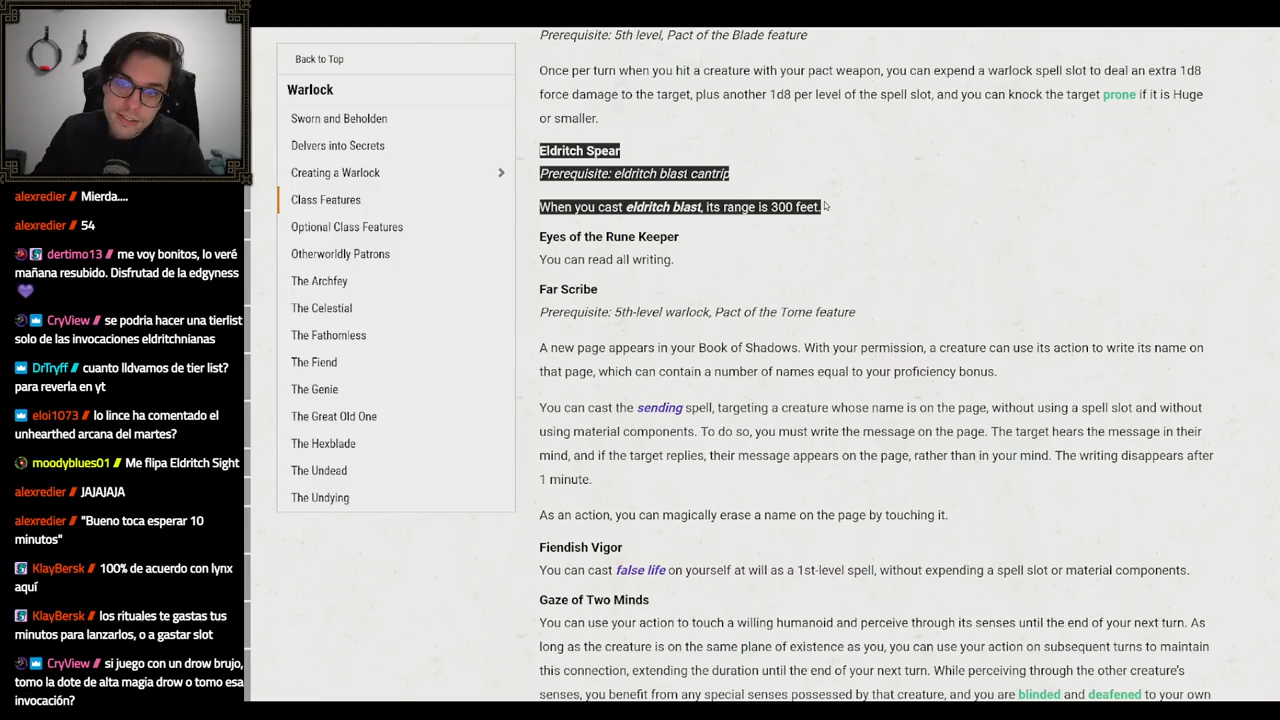 alexredier // Mierda....
alexredier // 54
dertimo13 // me voy bonitos, lo veré
mañana resubido. Disfrutad de la edgyness
CryView // se podria hacer una tierlist
solo de las invocaciones eldritchnianas
DrTryff // cuanto lldvamos de tier list?
para reverla en yt
eloi1073 // lo lince ha comentado el
unhearthed arcana del martes?
moodyblues01 // Me flipa Eldritch Sight
alexredier // JAJAJAJA
alexredier // "Bueno toca esperar 10
minutos"
KlayBersk // 100% de acuerdo con lynx
aquí
KlayBersk // los rituales te gastas tus
minutos para lanzarlos, o a gastar slot
CryView // si juego con un drow brujo,
tomo la dote de alta magia drow o tomo esa
invocación?
Back to Top
Warlock
Sworn and Beholden
Delvers into Secrets
Creating a Warlock
Class Features
Optional Class Features
Otherworldly Patrons
The Archfey
The Celestial
The Fathomless
The Fiend
The Genie
The Great Old One
The Hexblade
The Undead
The Undying
Prerequisite: 5th level, Pact of the Blade feature
Once per turn when you hit a creature with your pact weapon, you can expend a warlock spell slot to deal an extra 1d8
force damage to the target, plus another 1d8 per level of the spell slot, and you can knock the target prone if it is Huge
or smaller.
Eldritch Spear
Prerequisite: eldritch blast cantrip
When you cast eldritch blast, its range is 300 feet.
Eyes of the Rune Keeper
You can read all writing.
Far Scribe
Prerequisite: 5th-level warlock, Pact of the Tome feature
A new page appears in your Book of Shadows. With your permission, a creature can use its action to write its name on
that page, which can contain a number of names equal to your proficiency bonus.
You can cast the sending spell, targeting a creature whose name is on the page, without using a spell slot and without
using material components. To do so, you must write the message on the page. The target hears the message in their
mind, and if the target replies, their message appears on the page, rather than in your mind. The writing disappears after
1 minute.
As an action, you can magically erase a name on the page by touching it.
Fiendish Vigor
You can cast false life on yourself at will as a 1st-level spell, without expending a spell slot or material components.
Gaze of Two Minds
You can use your action to touch a willing humanoid and perceive through its senses until the end of your next turn. As
long as the creature is on the same plane of existence as you, you can use your action on subsequent turns to maintain
this connection, extending the duration until the end of your next turn. While perceiving through the other creature's
senses, you benefit from any special senses possessed by that creature, and you are blinded and deafened to your own